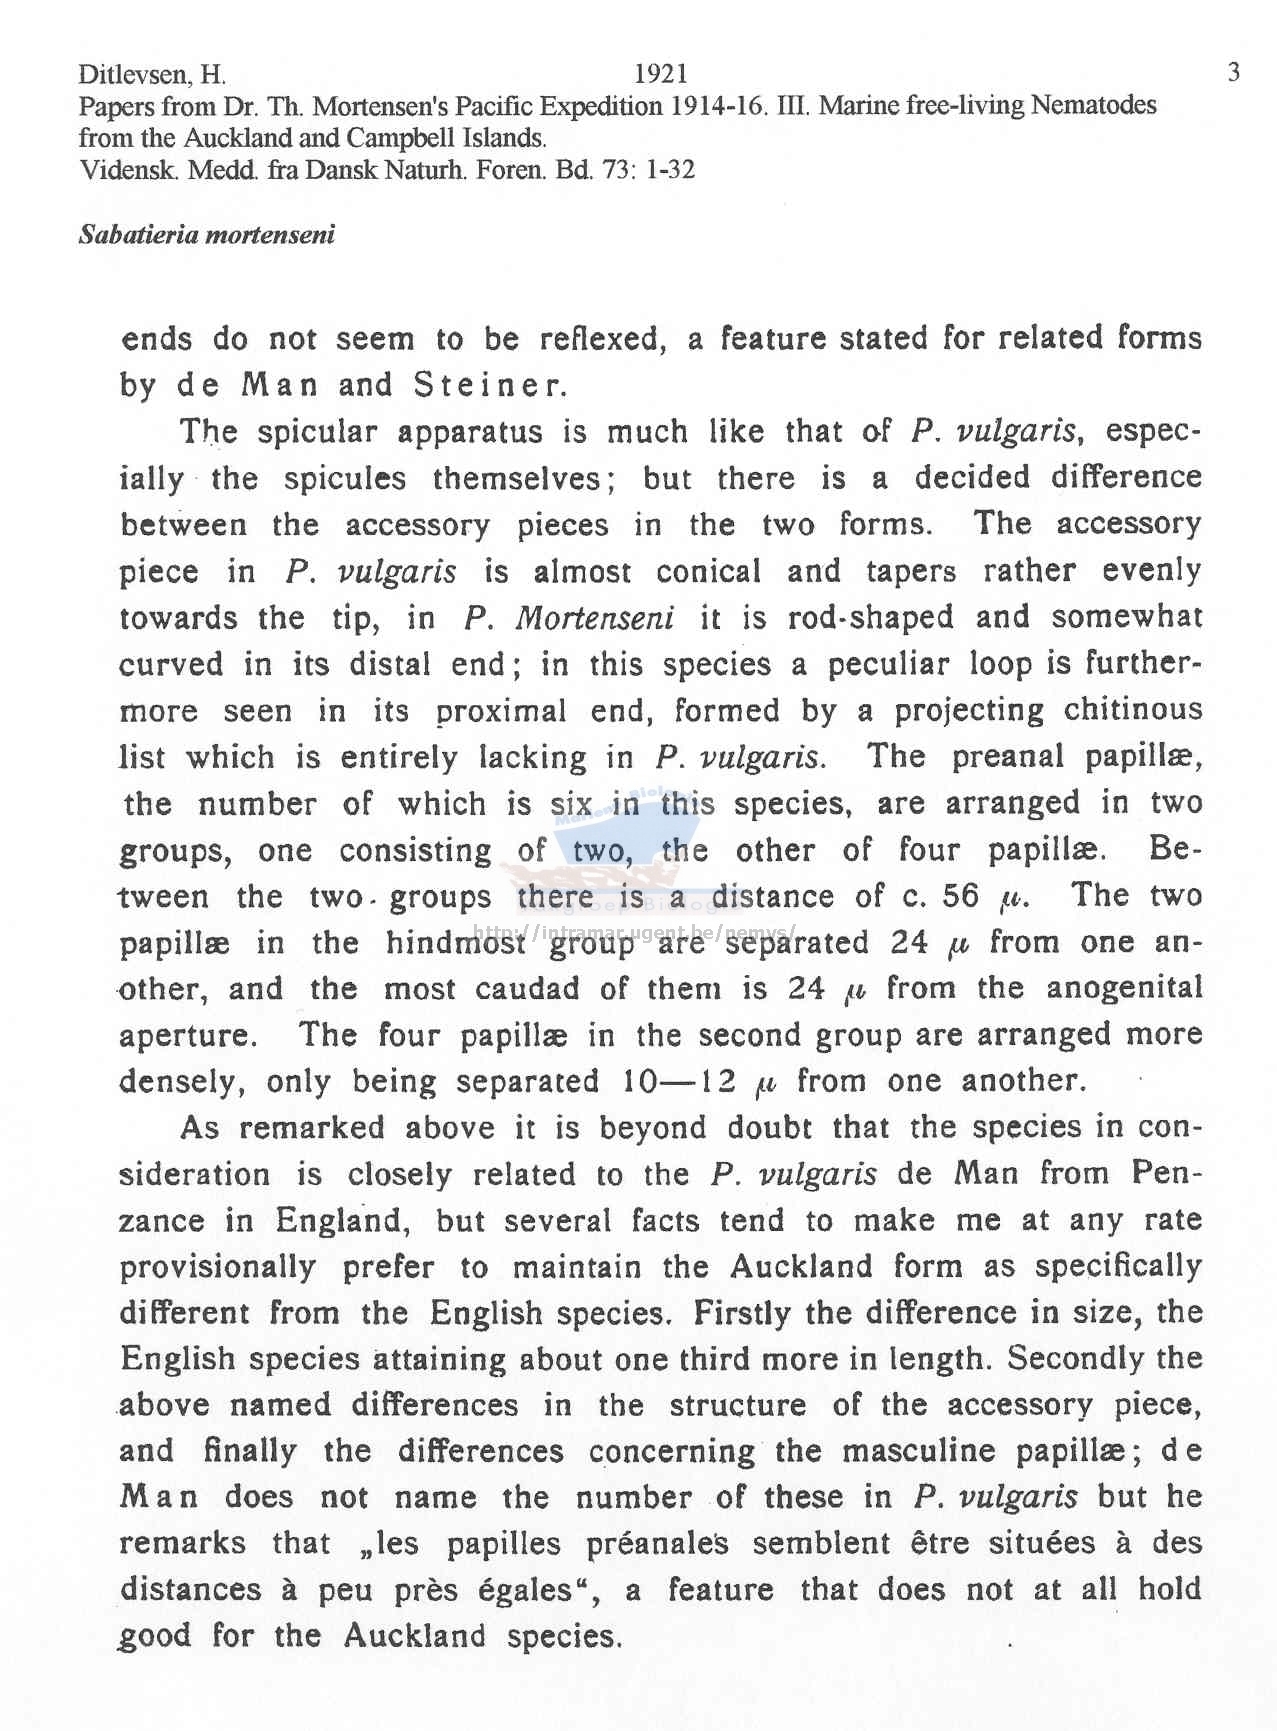 Ditlevsen, H. 1921 3
Papers from Dr. Th. Mortensen's Pacific Expedition 1914-16. III. Marine free-living Nematodes
from the Auckland and Campbell Islands.
Vidensk. Medd. fra Dansk Naturh. Foren. Bd. 73: 1-32
Sabatieria mortenseni
ends do not seem to be reflexed, a feature stated for related forms
by de Man and Steiner.
The spicular apparatus is much like that of P. vulgaris, espec-
ially the spicules themselves; but there is a decided difference
between the accessory pieces in the two forms. The accessory
piece in P. vulgaris is almost conical and tapers rather evenly
towards the tip, in P. Mortenseni it is rod-shaped and somewhat
curved in its distal end; in this species a peculiar loop is further-
more seen in its proximal end, formed by a projecting chitinous
list which is entirely lacking in P. vulgaris. The preanal papillæ,
the number of which is six in this species, are arranged in two
groups, one consisting of two, the other of four papillæ. Be-
tween the two groups there is a distance of c. 56 µ. The two
papillæ in the hindmost group are separated 24 µ from one an-
http://intramar.ugent.be/nemys/
other, and the most caudad of them is 24 µ from the anogenital
aperture. The four papillæ in the second group are arranged more
densely, only being separated 10—12 µ from one another.
As remarked above it is beyond doubt that the species in con-
sideration is closely related to the P. vulgaris de Man from Pen-
zance in England, but several facts tend to make me at any rate
provisionally prefer to maintain the Auckland form as specifically
different from the English species. Firstly the difference in size, the
English species attaining about one third more in length. Secondly the
above named differences in the structure of the accessory piece,
and finally the differences concerning the masculine papillæ; de
Man does not name the number of these in P. vulgaris but he
remarks that „les papilles préanales semblent être situées à des
distances à peu près égales“, a feature that does not at all hold
good for the Auckland species.